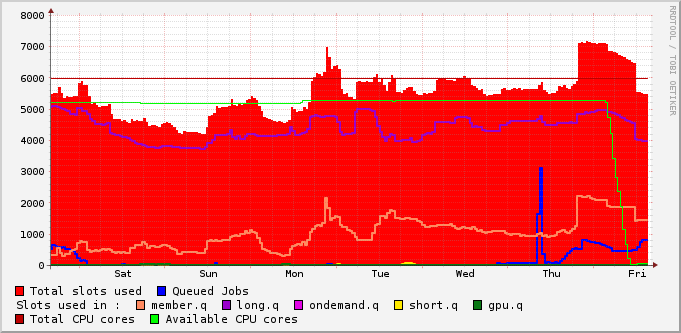 8000
7000
6000
5000
4000
3000
2000
1000
0
Sat Sun Mon Tue Wed Thu Fri
RRDTOOL / TOBI OETIKER
Total slots used Queued Jobs
Slots used in : member.q long.q ondemand.q short.q gpu.q
Total CPU cores Available CPU cores